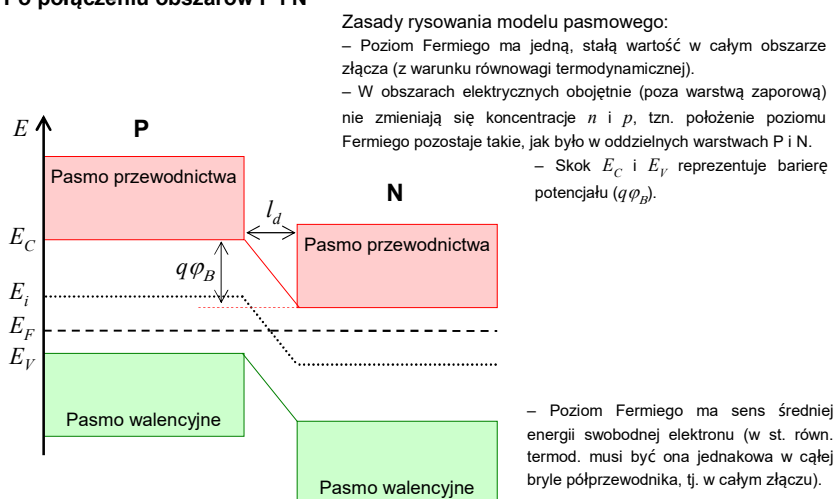 Po połączeniu obszarów P i N
Zasady rysowania modelu pasmowego:
– Poziom Fermiego ma jedną, stałą wartość w całym obszarze
złącza (z warunku równowagi termodynamicznej).
– W obszarach elektrycznych obojętnie (poza warstwą zaporową)
nie zmieniają się koncentracje n i p, tzn. położenie poziomu
Fermiego pozostaje takie, jak było w oddzielnych warstwach P i N.
– Skok E_C i E_V reprezentuje barierę
potencjału (qφ_B).
E
P
Pasmo przewodnictwa
N
l_d
Pasmo przewodnictwa
E_C
qφ_B
E_i
E_F
E_V
Pasmo walencyjne
Pasmo walencyjne
– Poziom Fermiego ma sens średniej
energii swobodnej elektronu (w st. równ.
termod. musi być ona jednakowa w cąłej
bryle półprzewodnika, tj. w całym złączu).